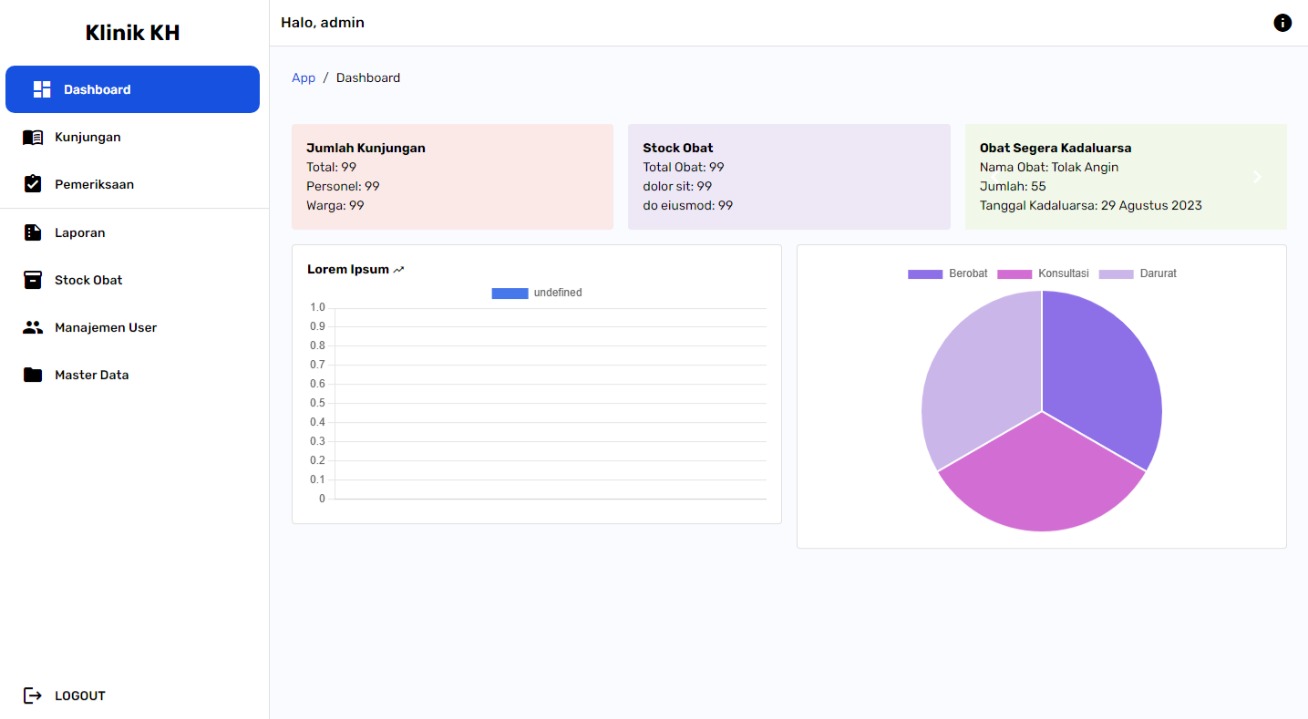 Klinik KH
Halo, admin
Dashboard
Kunjungan
Pemeriksaan
Laporan
Stock Obat
Manajemen User
Master Data
LOGOUT
App / Dashboard
Jumlah Kunjungan
Total: 99
Personel: 99
Warga: 99
Stock Obat
Total Obat: 99
dolor sit: 99
do eiusmod: 99
Obat Segera Kadaluarsa
Nama Obat: Tolak Angin
Jumlah: 55
Tanggal Kadaluarsa: 29 Agustus 2023
Lorem Ipsum
undefined
1.0
0.9
0.8
0.7
0.6
0.5
0.4
0.3
0.2
0.1
0
Berobat Konsultasi Darurat